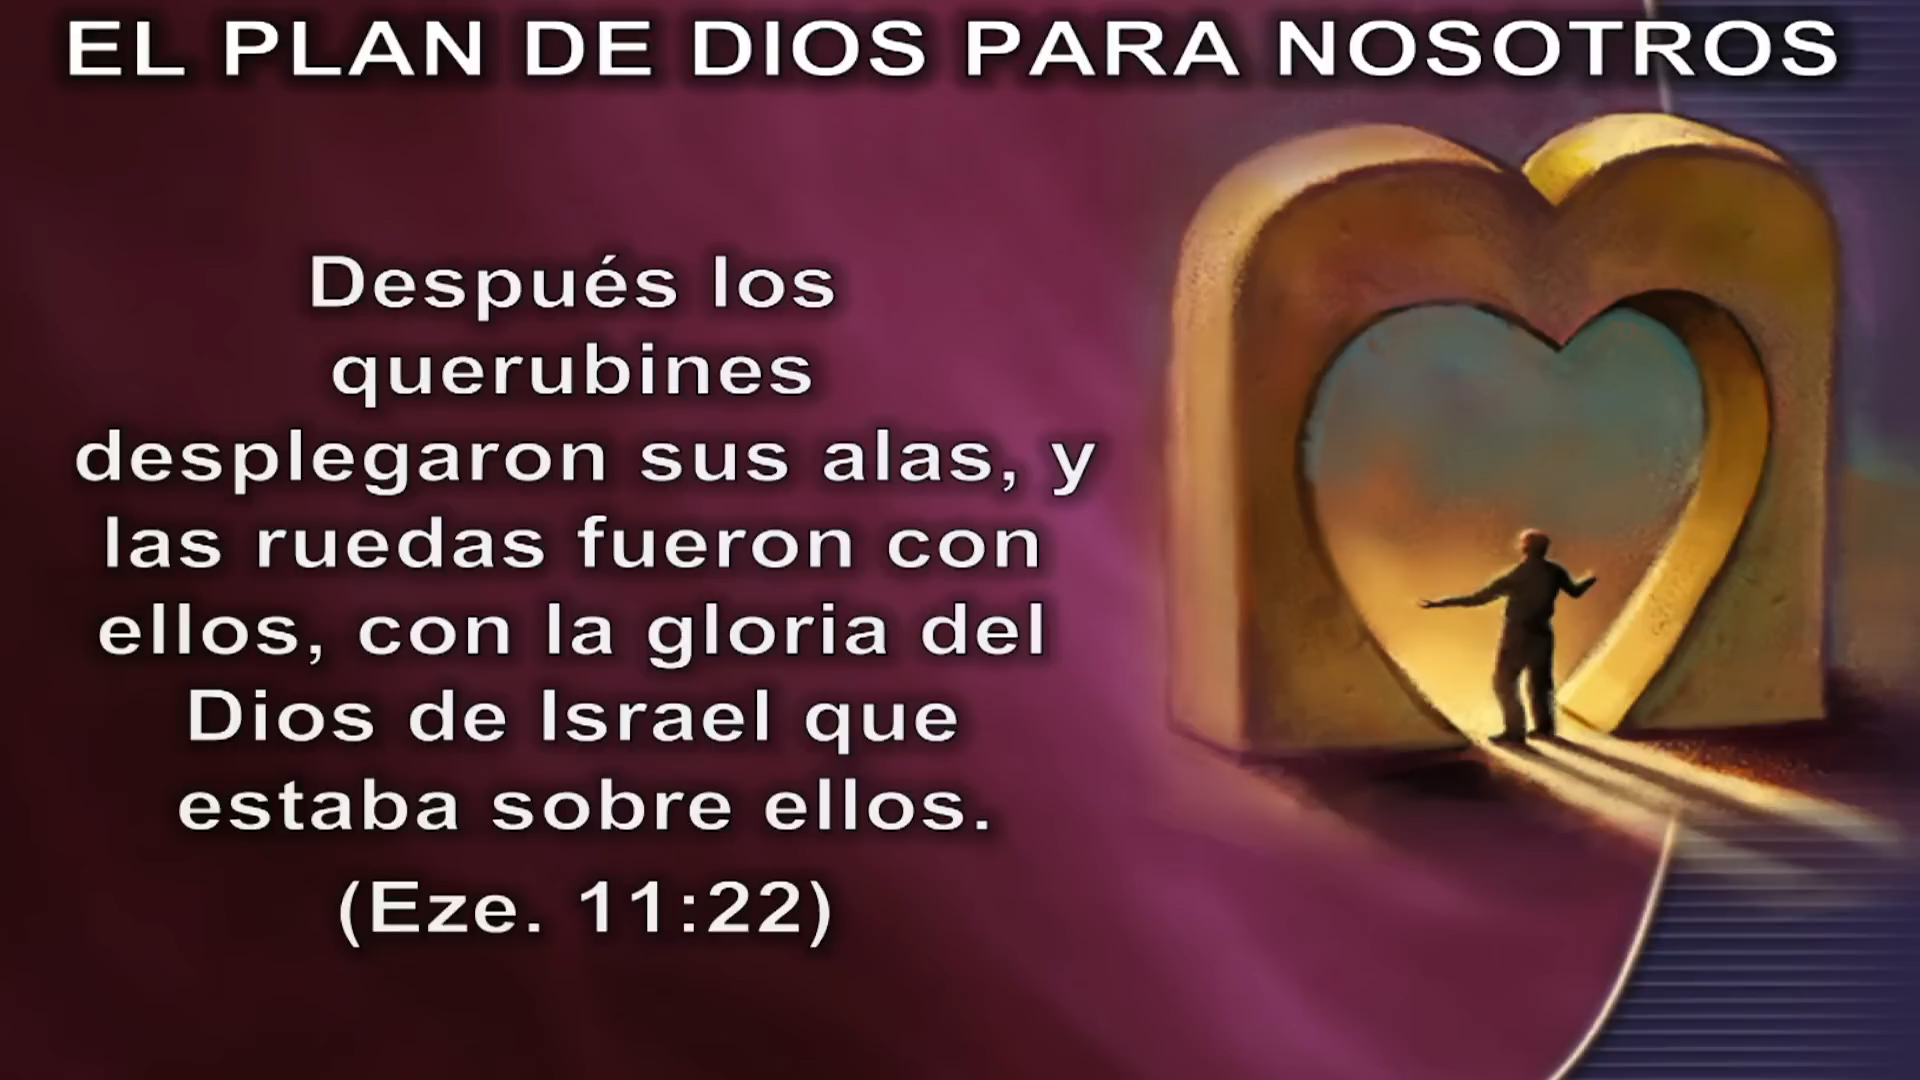 EL PLAN DE DIOS PARA NOSOTROS
Después los
querubines
desplegaron sus alas, y
las ruedas fueron con
ellos, con la gloria del
Dios de Israel que
estaba sobre ellos.
(Eze. 11:22)